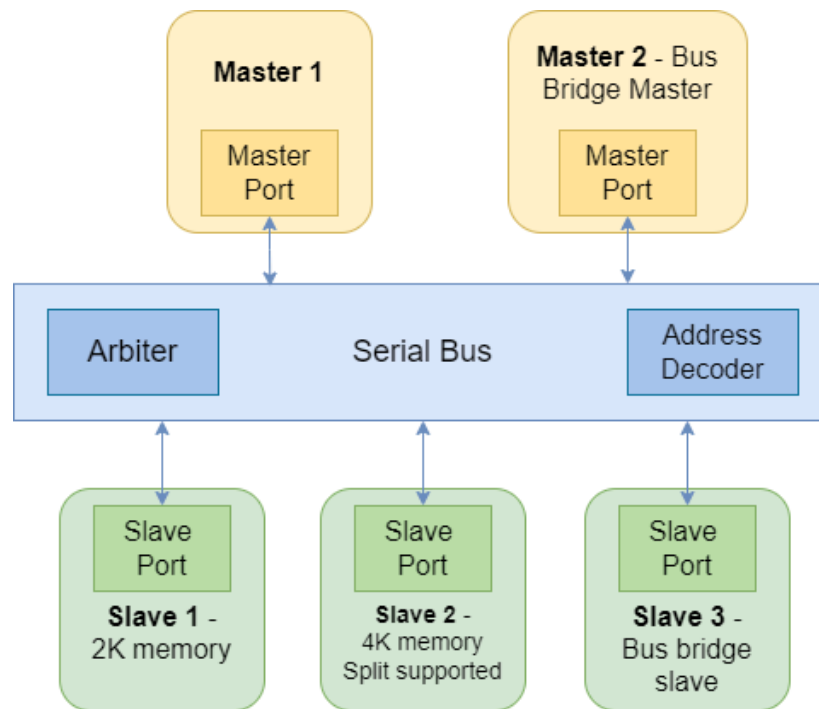 Master 1
Master
Port
Master 2 - Bus
Bridge Master
Master
Port
Arbiter
Serial Bus
Address
Decoder
Slave
Port
Slave 1 -
2K memory
Slave
Port
Slave 2 -
4K memory
Split supported
Slave
Port
Slave 3 -
Bus bridge
slave